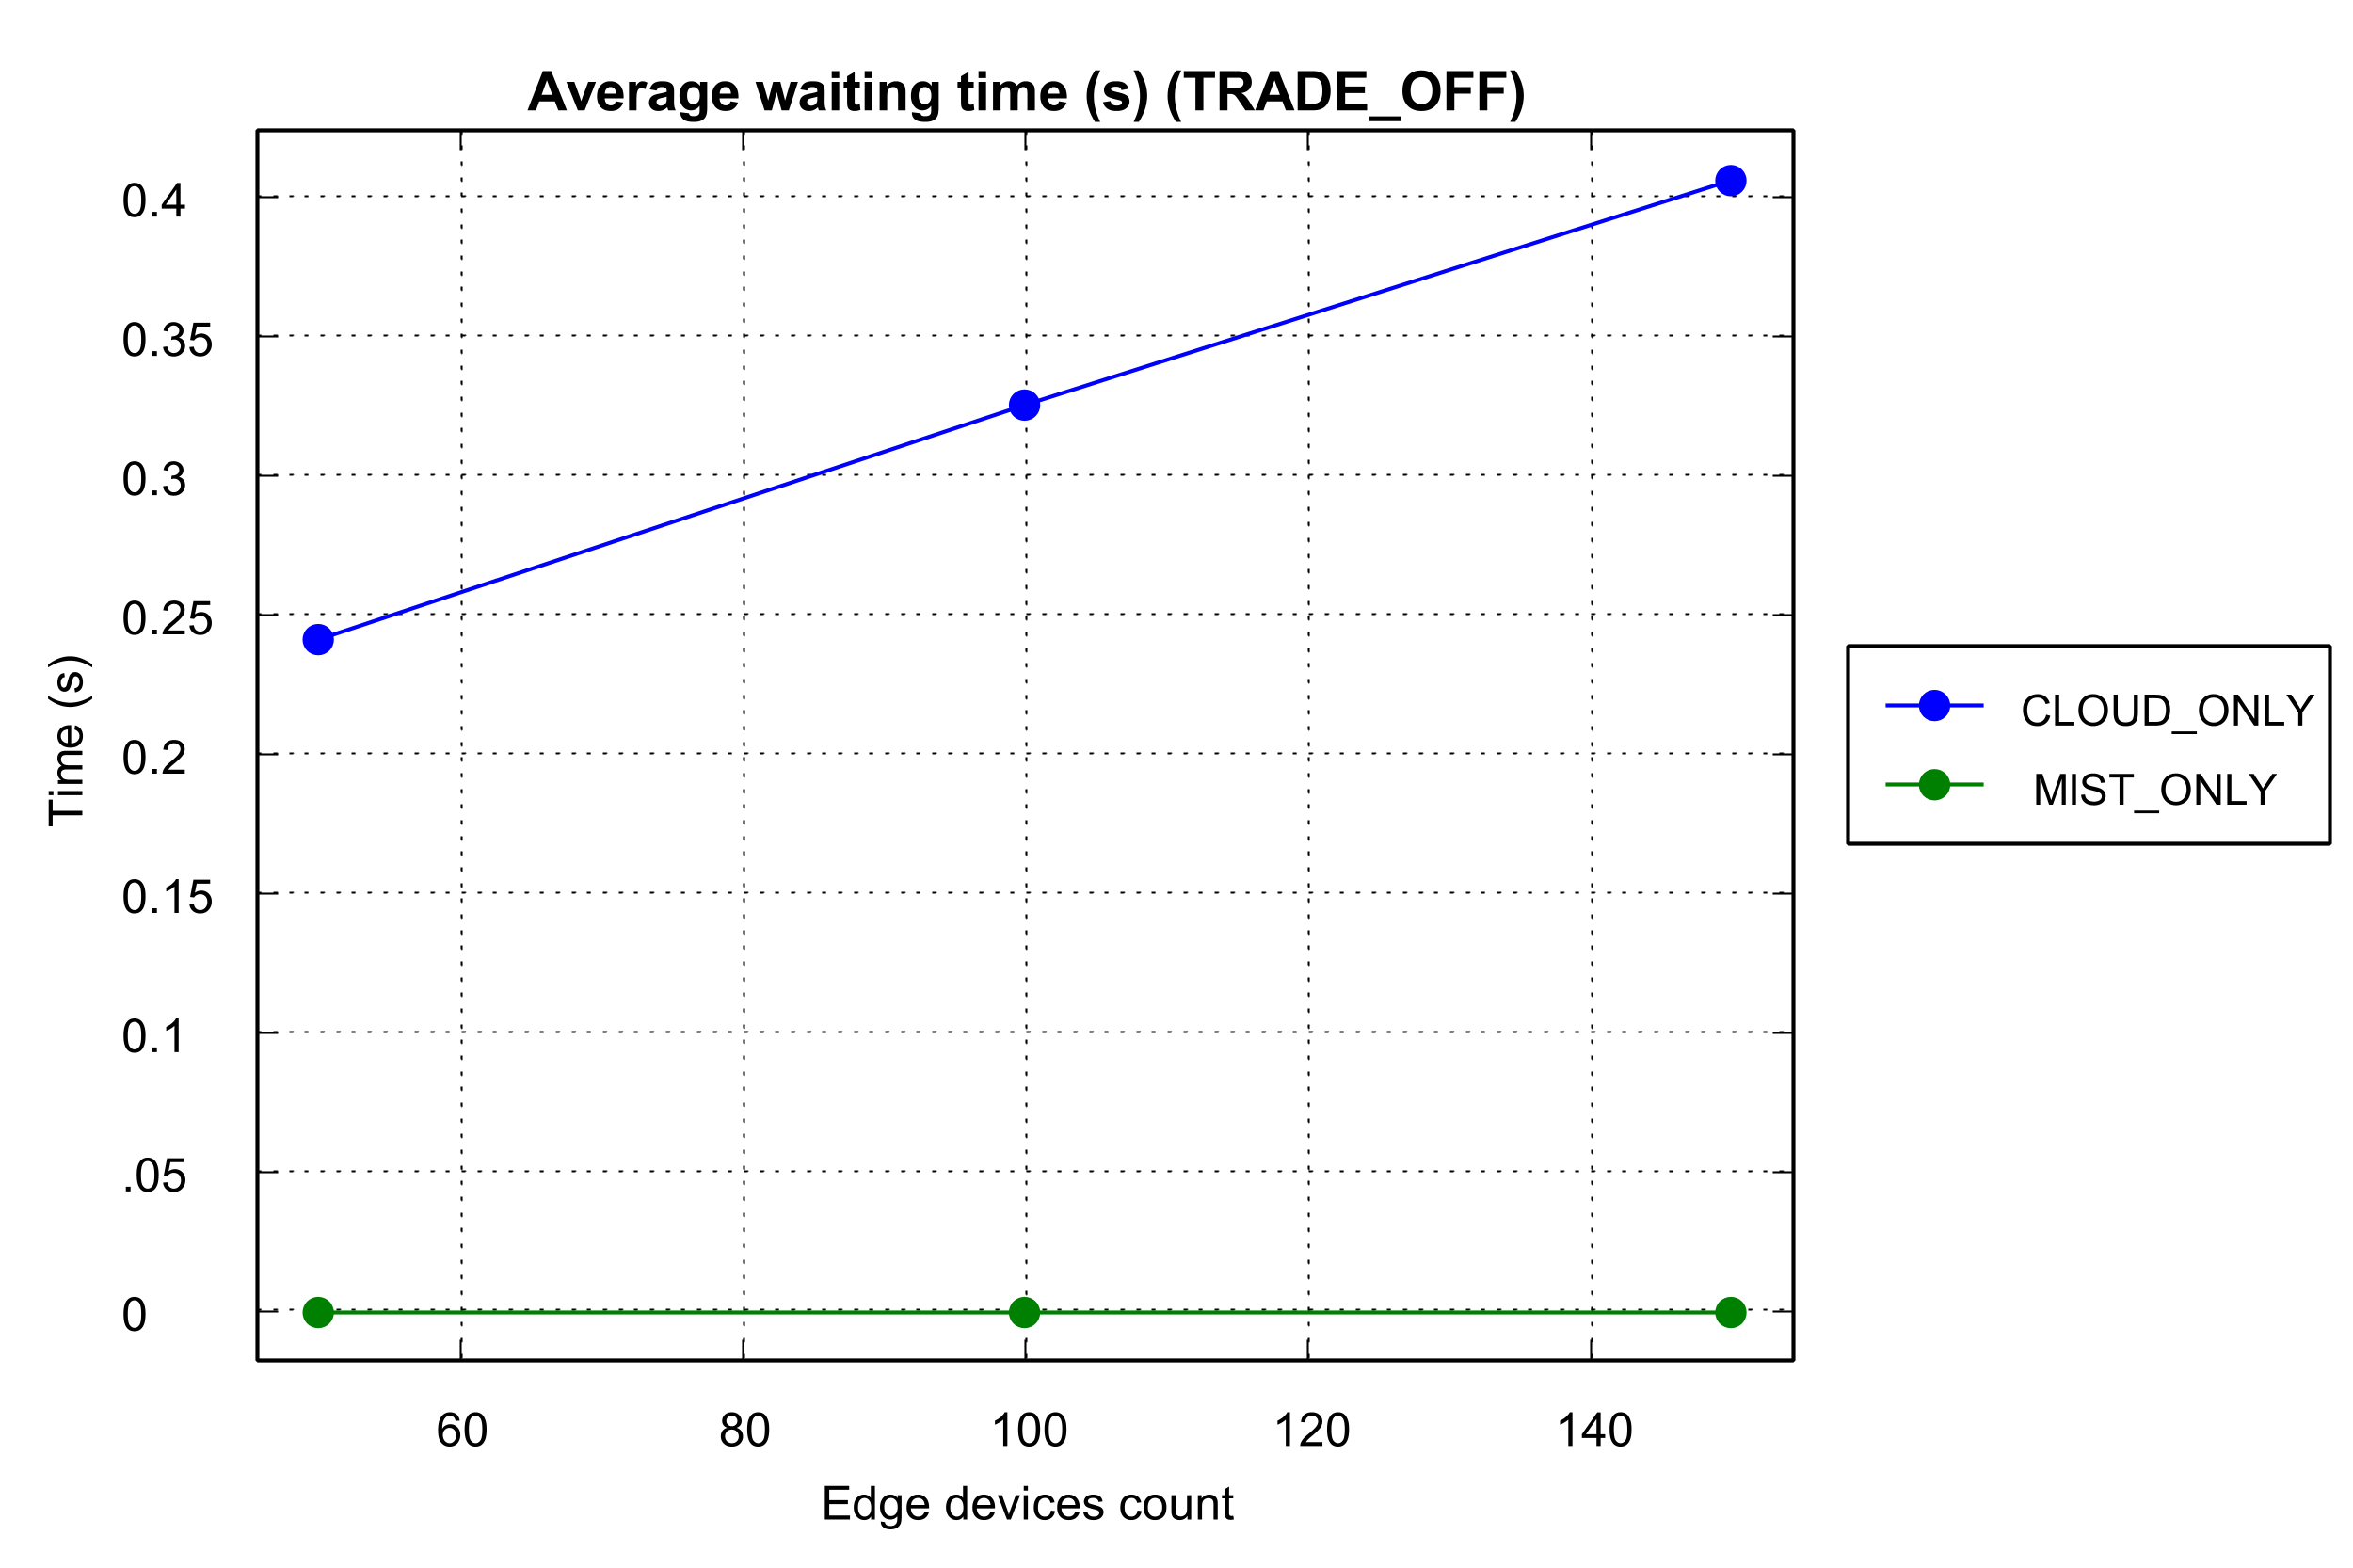 Average waiting time (s) (TRADE_OFF)
0.4
0.35
0.3
0.25
0.2
0.15
0.1
.05
0
Time (s)
60 80 100 120 140
Edge devices count
CLOUD_ONLY
MIST_ONLY